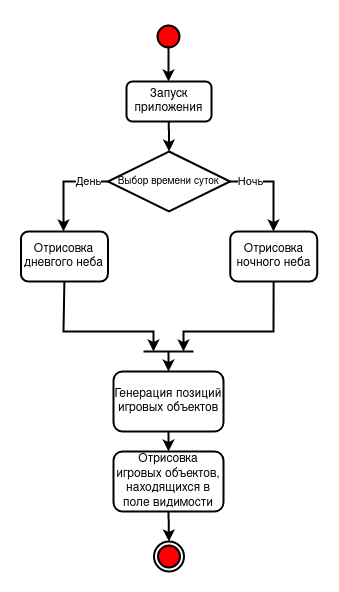 Запуск
приложения
Выбор времени суток
День
Ночь
Отрисовка
дневгого неба
Отрисовка
ночного неба
Генерация позиций
игровых объектов
Отрисовка
игровых объектов,
находящихся в
поле видимости